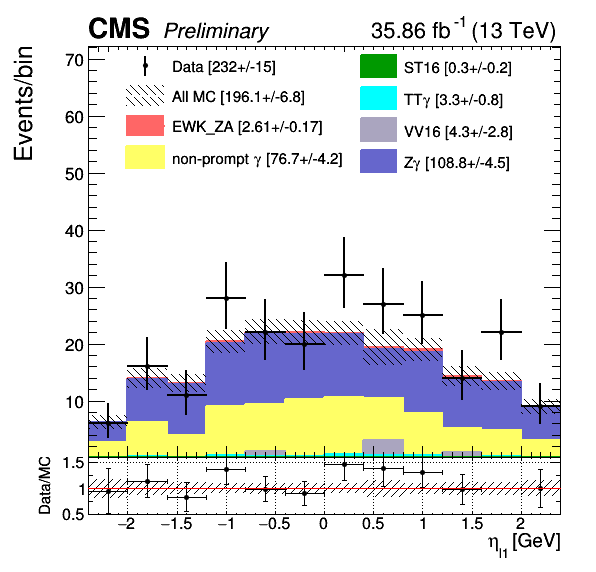 CMS Preliminary 35.86 fb⁻¹ (13 TeV)
Events/bin
70
60
50
40
30
20
10
Data [232+/-15]
All MC [196.1+/-6.8]
EWK_ZA [2.61+/-0.17]
non-prompt γ [76.7+/-4.2]
ST16 [0.3+/-0.2]
TTγ [3.3+/-0.8]
VV16 [4.3+/-2.8]
Zγ [108.8+/-4.5]
Data/MC
1.5
1
0.5
−2 −1.5 −1 −0.5 0 0.5 1 1.5 2
η_l1 [GeV]